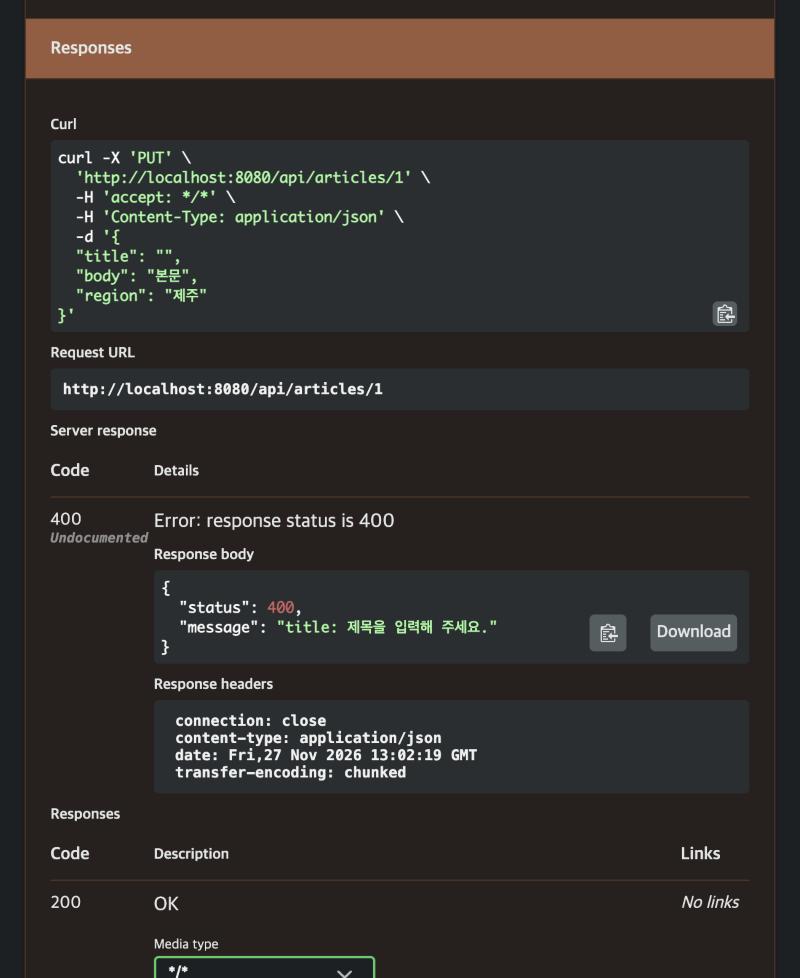 Responses
Curl
curl -X 'PUT' \
  'http://localhost:8080/api/articles/1' \
  -H 'accept: */*' \
  -H 'Content-Type: application/json' \
  -d '{
  "title": "",
  "body": "본문",
  "region": "제주"
}'
Request URL
http://localhost:8080/api/articles/1
Server response
Code Details
400 Error: response status is 400
Undocumented
Response body
{
  "status": 400,
  "message": "title: 제목을 입력해 주세요."
}
Download
Response headers
connection: close
content-type: application/json
date: Fri,27 Nov 2026 13:02:19 GMT
transfer-encoding: chunked
Responses
Code Description Links
200 OK No links
Media type
*/*